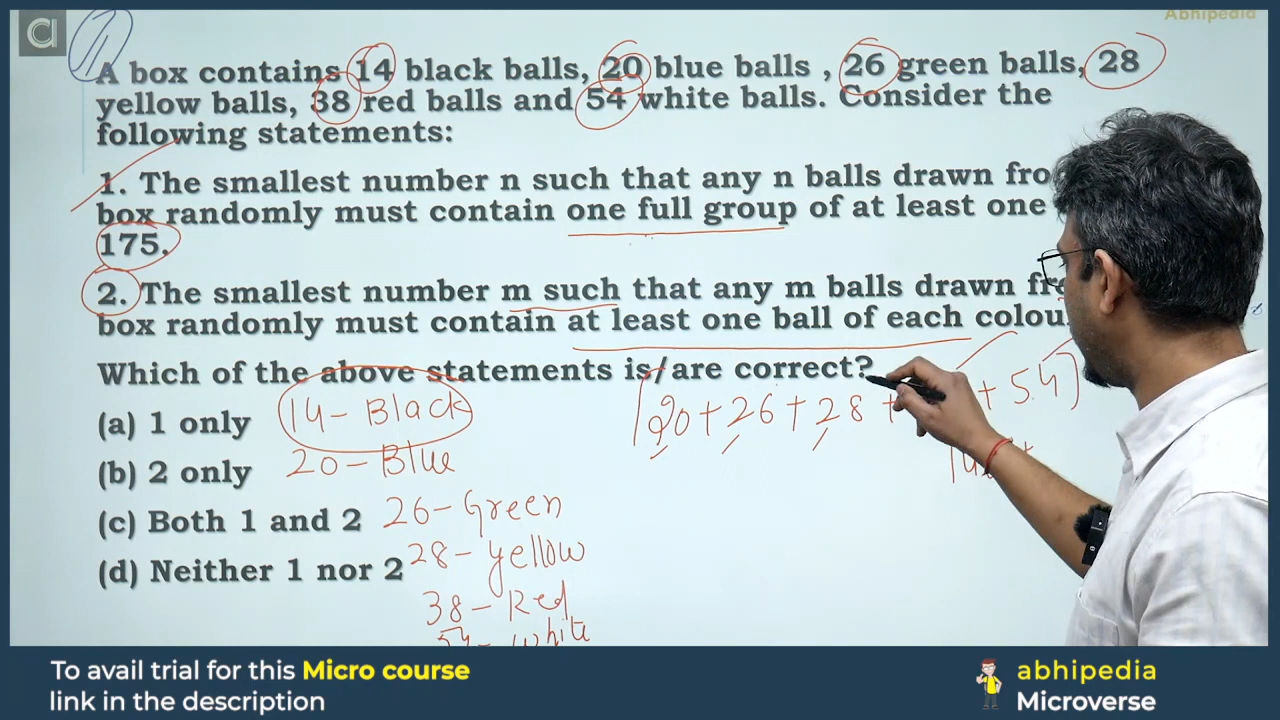 Abhipedia
A box contains 14 black balls, 20 blue balls , 26 green balls, 28
yellow balls, 38 red balls and 54 white balls. Consider the
following statements:
1. The smallest number n such that any n balls drawn
box randomly must contain one full group of at least one
175.
2. The smallest number m such that any m balls drawn
box randomly must contain at least one ball of each
Which of the above statements is/are correct?
(a) 1 only
(b) 2 only
(c) Both 1 and 2
(d) Neither 1 nor 2
14 - Black
20 - Blue
26 - Green
28 - yellow
38 - Red
54 - white
(20 + 26 + 28 + + 54)
To avail trial for this Micro course
link in the description
abhipedia
Microverse